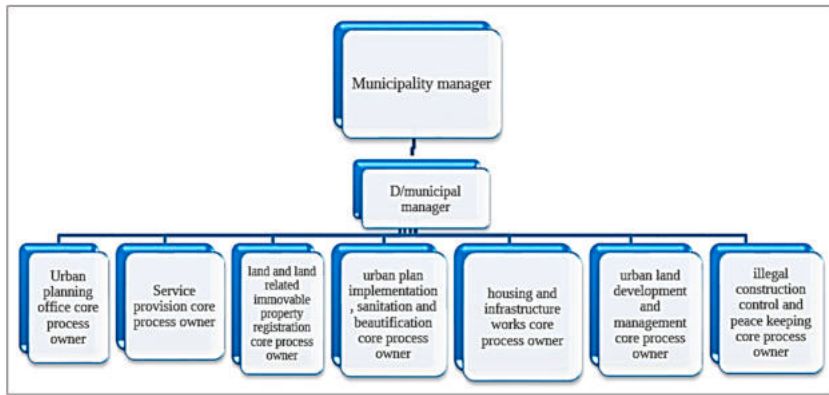 Municipality manager
D/municipal
manager
Urban
planning
office core
process
owner
Service
provision core
process owner
land and land
related
immovable
property
registration
core process
owner
urban plan
implementation
, sanitation and
beautification
core process
owner
housing and
infrastructure
works core
process owner
urban land
development
and
management
core process
owner
illegal
construction
control and
peace keeping
core process
owner